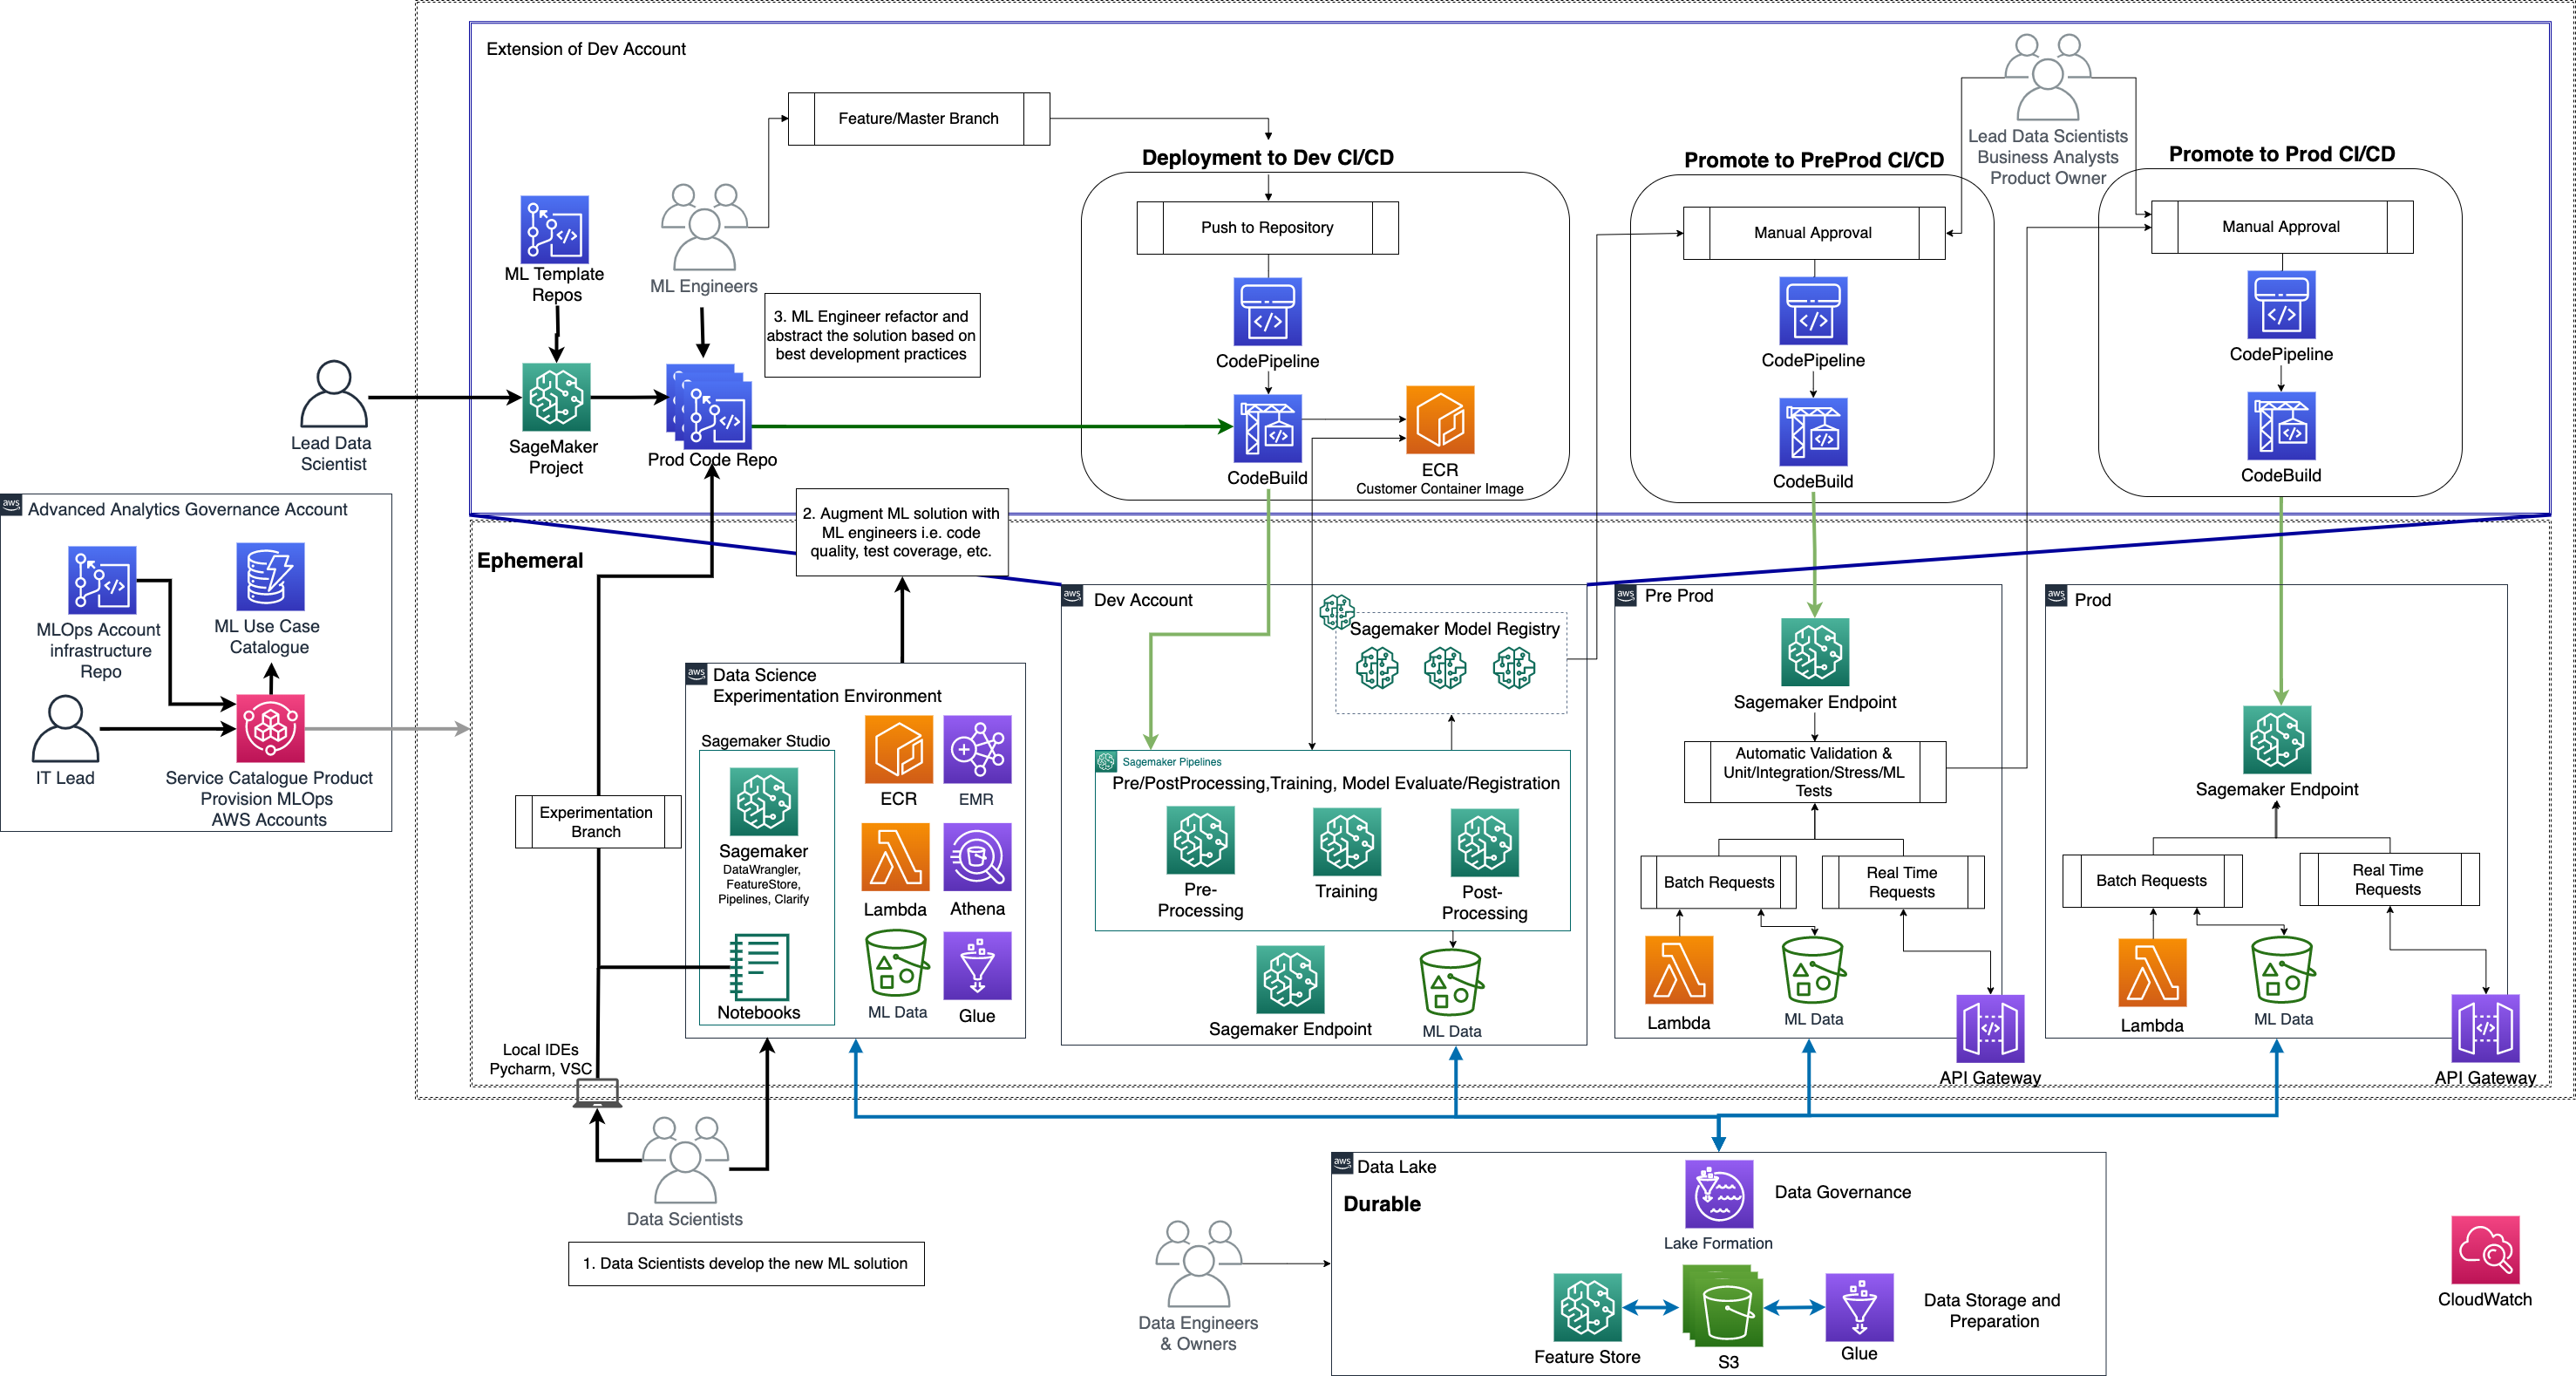 Extension of Dev Account
Feature/Master Branch
Lead Data Scientists
Business Analysts
Product Owner
Deployment to Dev CI/CD
Promote to PreProd CI/CD
Promote to Prod CI/CD
Push to Repository
Manual Approval
Manual Approval
ML Template
Repos
ML Engineers
3. ML Engineer refactor and
abstract the solution based on
best development practices
CodePipeline
CodePipeline
CodePipeline
Lead Data
Scientist
SageMaker
Project
Prod Code Repo
CodeBuild
ECR
Customer Container Image
CodeBuild
CodeBuild
aws
Advanced Analytics Governance Account
MLOps Account
infrastructure
Repo
ML Use Case
Catalogue
IT Lead
Service Catalogue Product
Provision MLOps
AWS Accounts
2. Augment ML solution with
ML engineers i.e. code
quality, test coverage, etc.
Ephemeral
aws
Data Science
Experimentation Environment
Sagemaker Studio
Sagemaker
DataWrangler,
FeatureStore,
Pipelines, Clarify
Notebooks
ECR
EMR
Lambda
Athena
ML Data
Glue
Experimentation
Branch
Local IDEs
Pycharm, VSC
Data Scientists
1. Data Scientists develop the new ML solution
aws
Dev Account
Sagemaker Model Registry
Sagemaker Pipelines
Pre/PostProcessing,Training, Model Evaluate/Registration
Pre-
Processing
Training
Post-
Processing
Sagemaker Endpoint
ML Data
aws
Pre Prod
Sagemaker Endpoint
Automatic Validation &
Unit/Integration/Stress/ML
Tests
Batch Requests
Real Time
Requests
Lambda
ML Data
API Gateway
aws
Prod
Sagemaker Endpoint
Batch Requests
Real Time
Requests
Lambda
ML Data
API Gateway
aws
Data Lake
Durable
Data Governance
Lake Formation
Data Engineers
& Owners
Feature Store
S3
Glue
Data Storage and
Preparation
CloudWatch